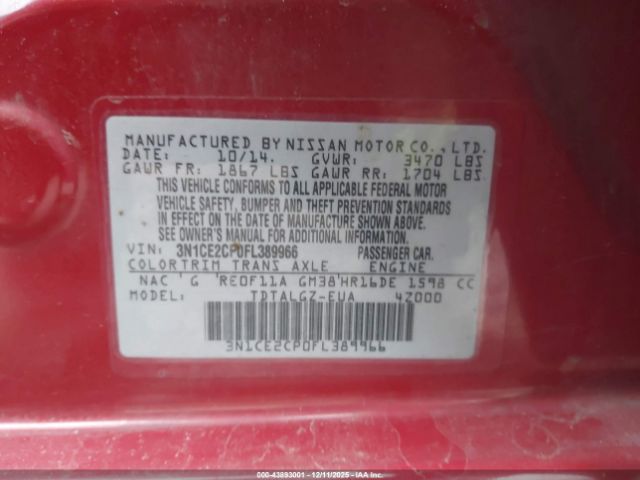 MANUFACTURED BY NISSAN MOTOR CO., LTD.
DATE: 10/14. GVWR: 3470 LBS
GAWR FR: 1867 LBS GAWR RR: 1704 LBS.
THIS VEHICLE CONFORMS TO ALL APPLICABLE FEDERAL MOTOR
VEHICLE SAFETY, BUMPER AND THEFT PREVENTION STANDARDS
IN EFFECT ON THE DATE OF MANUFACTURE SHOWN ABOVE.
SEE OWNER'S MANUAL FOR ADDITIONAL INFORMATION.
VIN: 3N1CE2CP0FL389966 PASSENGER CAR.
COLOR TRIM TRANS AXLE ENGINE
NAC G RE0F11A GM38 HR16DE 1598 CC
MODEL: TDTALGZ-EUA 4Z000
3N1CE2CP0FL389966
000-43893001 - 12/11/2025 - IAAI.COM